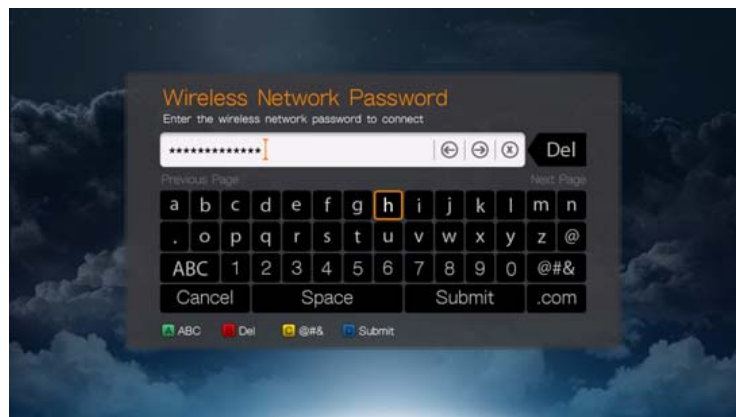 Wireless Network Password
Enter the wireless network password to connect
************* Del
Previous Page Next Page
a b c d e f g h i j k l m n
. o p q r s t u v w x y z @
ABC 1 2 3 4 5 6 7 8 9 0 @#&
Cancel Space Submit .com
A ABC Del C @#& D Submit